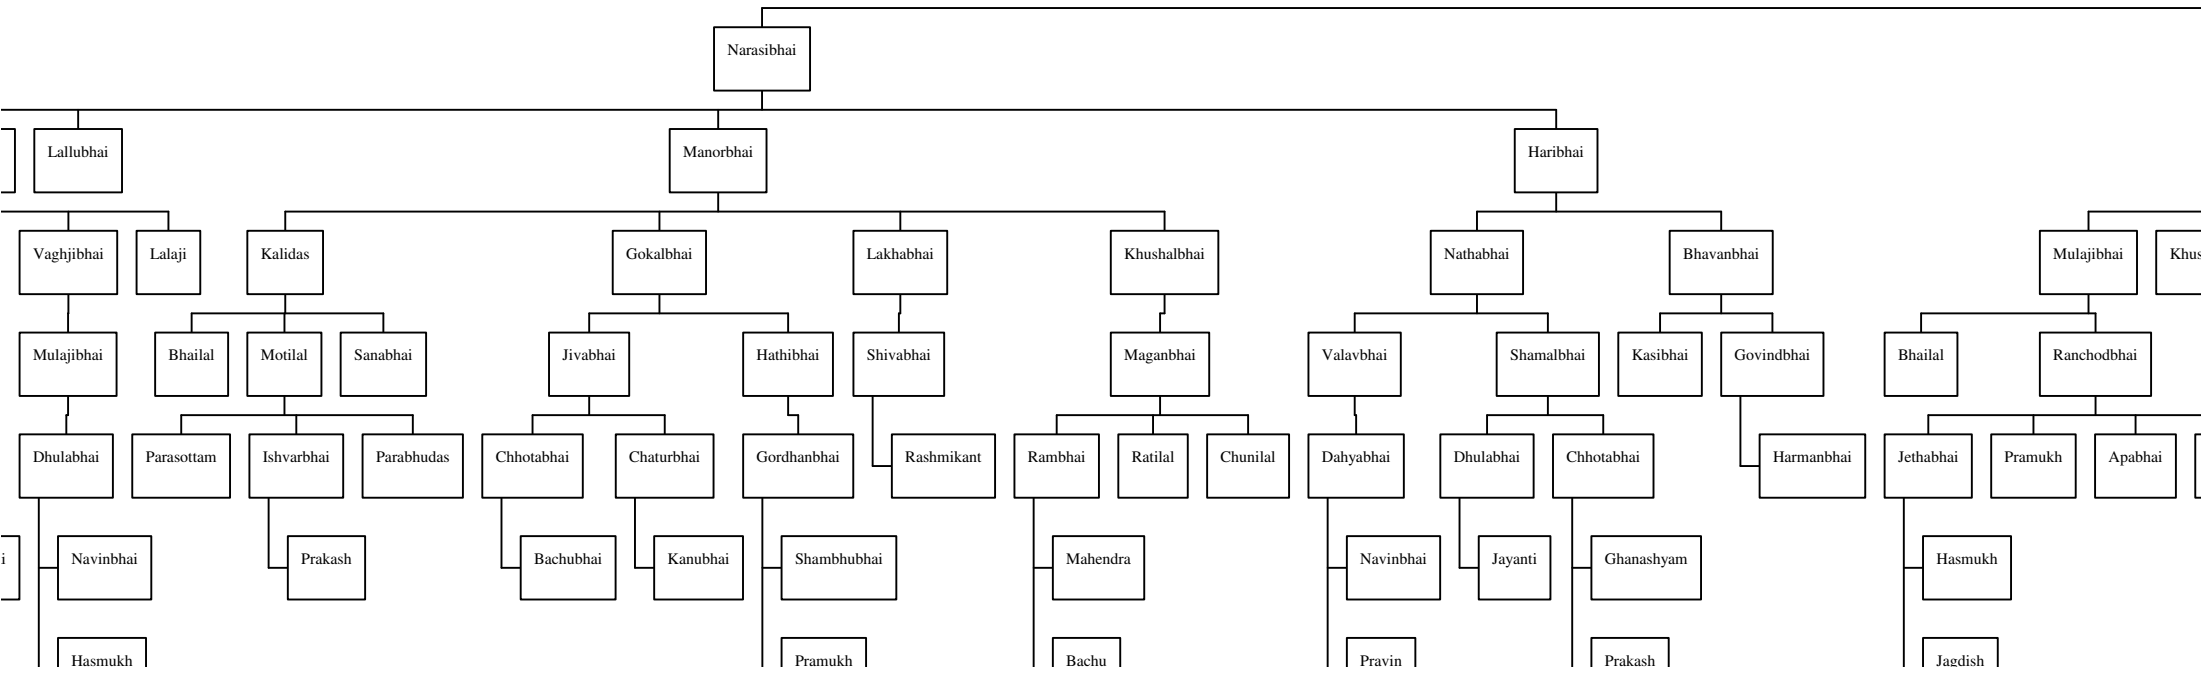 Narasibhai
Lallubhai
Manorbhai
Haribhai
Vaghjibhai
Lalaji
Kalidas
Gokalbhai
Lakhabhai
Khushalbhai
Nathabhai
Bhavanbhai
Mulajibhai
Khus
Mulajibhai
Bhailal
Motilal
Sanabhai
Jivabhai
Hathibhai
Shivabhai
Maganbhai
Valavbhai
Shamalbhai
Kasibhai
Govindbhai
Bhailal
Ranchodbhai
Dhulabhai
Parasottam
Ishvarbhai
Parabhudas
Chhotabhai
Chaturbhai
Gordhanbhai
Rashmikant
Rambhai
Ratilal
Chunilal
Dahyabhai
Dhulabhai
Chhotabhai
Harmanbhai
Jethabhai
Pramukh
Apabhai
i
Navinbhai
Prakash
Bachubhai
Kanubhai
Shambhubhai
Mahendra
Navinbhai
Jayanti
Ghanashyam
Hasmukh
Hasmukh
Pramukh
Bachu
Pravin
Prakash
Jagdish